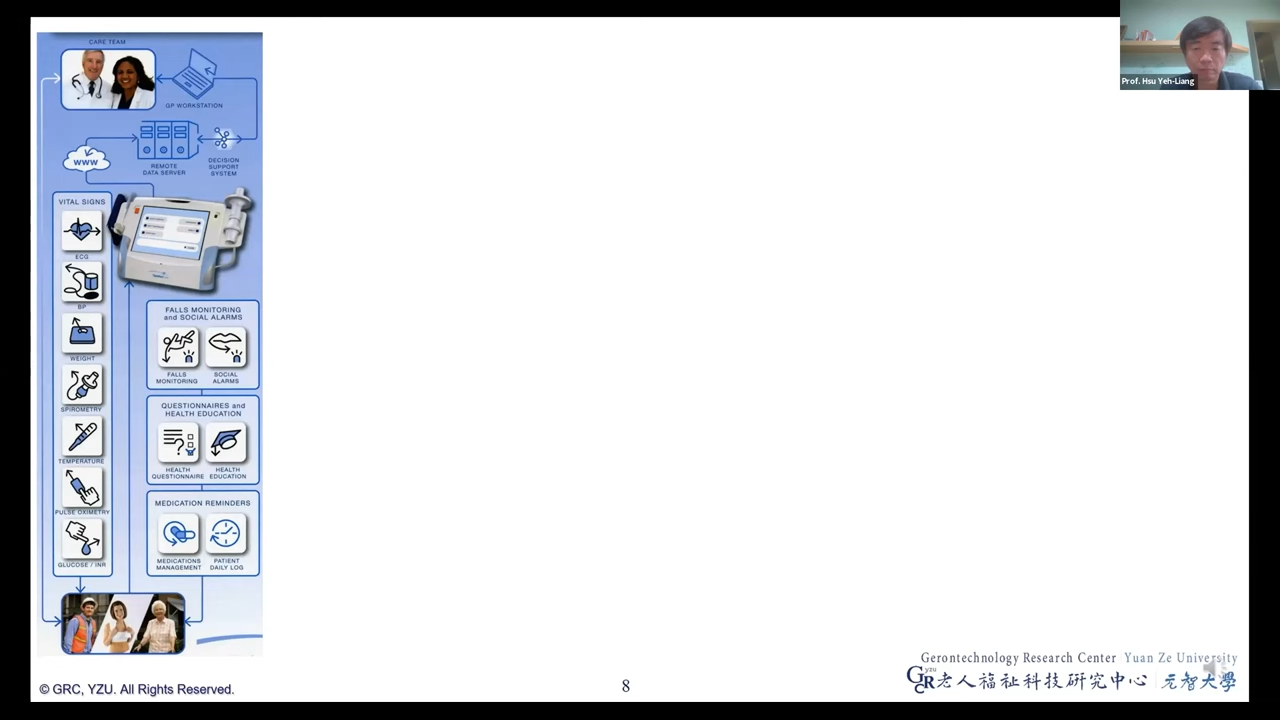 CARE TEAM
GP WORKSTATION
WWW
REMOTE
DATA SERVER
DECISION
SUPPORT
SYSTEM
VITAL SIGNS
ECG
BP
WEIGHT
SPIROMETRY
TEMPERATURE
PULSE OXIMETRY
GLUCOSE / INR
FALLS MONITORING
and SOCIAL ALARMS
FALLS
MONITORING
SOCIAL
ALARMS
QUESTIONNAIRES and
HEALTH EDUCATION
HEALTH
QUESTIONNAIRE
HEALTH
EDUCATION
MEDICATION REMINDERS
MEDICATIONS
MANAGEMENT
PATIENT
DAILY LOG
Prof. Hsu Yeh-Liang
© GRC, YZU. All Rights Reserved.
8
Gerontechnology Research Center Yuan Ze University
GRC yzu 老人福祉科技研究中心 元智大學